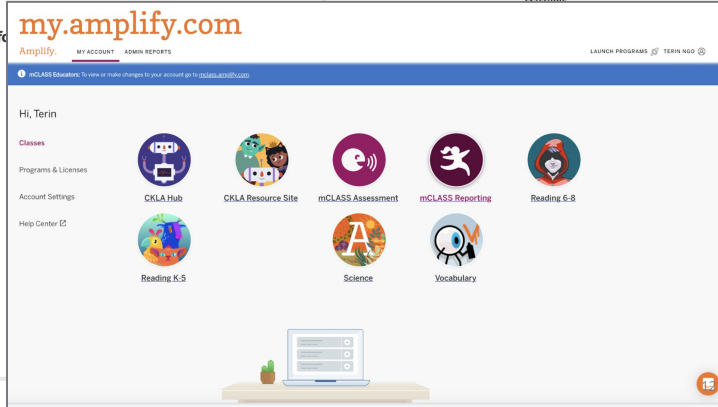 my.amplify.com
Amplify. MY ACCOUNT ADMIN REPORTS LAUNCH PROGRAMS TERIN NGO
mCLASS Educators: To view or make changes to your account go to mclass.amplify.com.
Hi, Terin
Classes
Programs & Licenses
Account Settings
Help Center
CKLA Hub CKLA Resource Site mCLASS Assessment mCLASS Reporting Reading 6-8
Reading K-5 Science Vocabulary